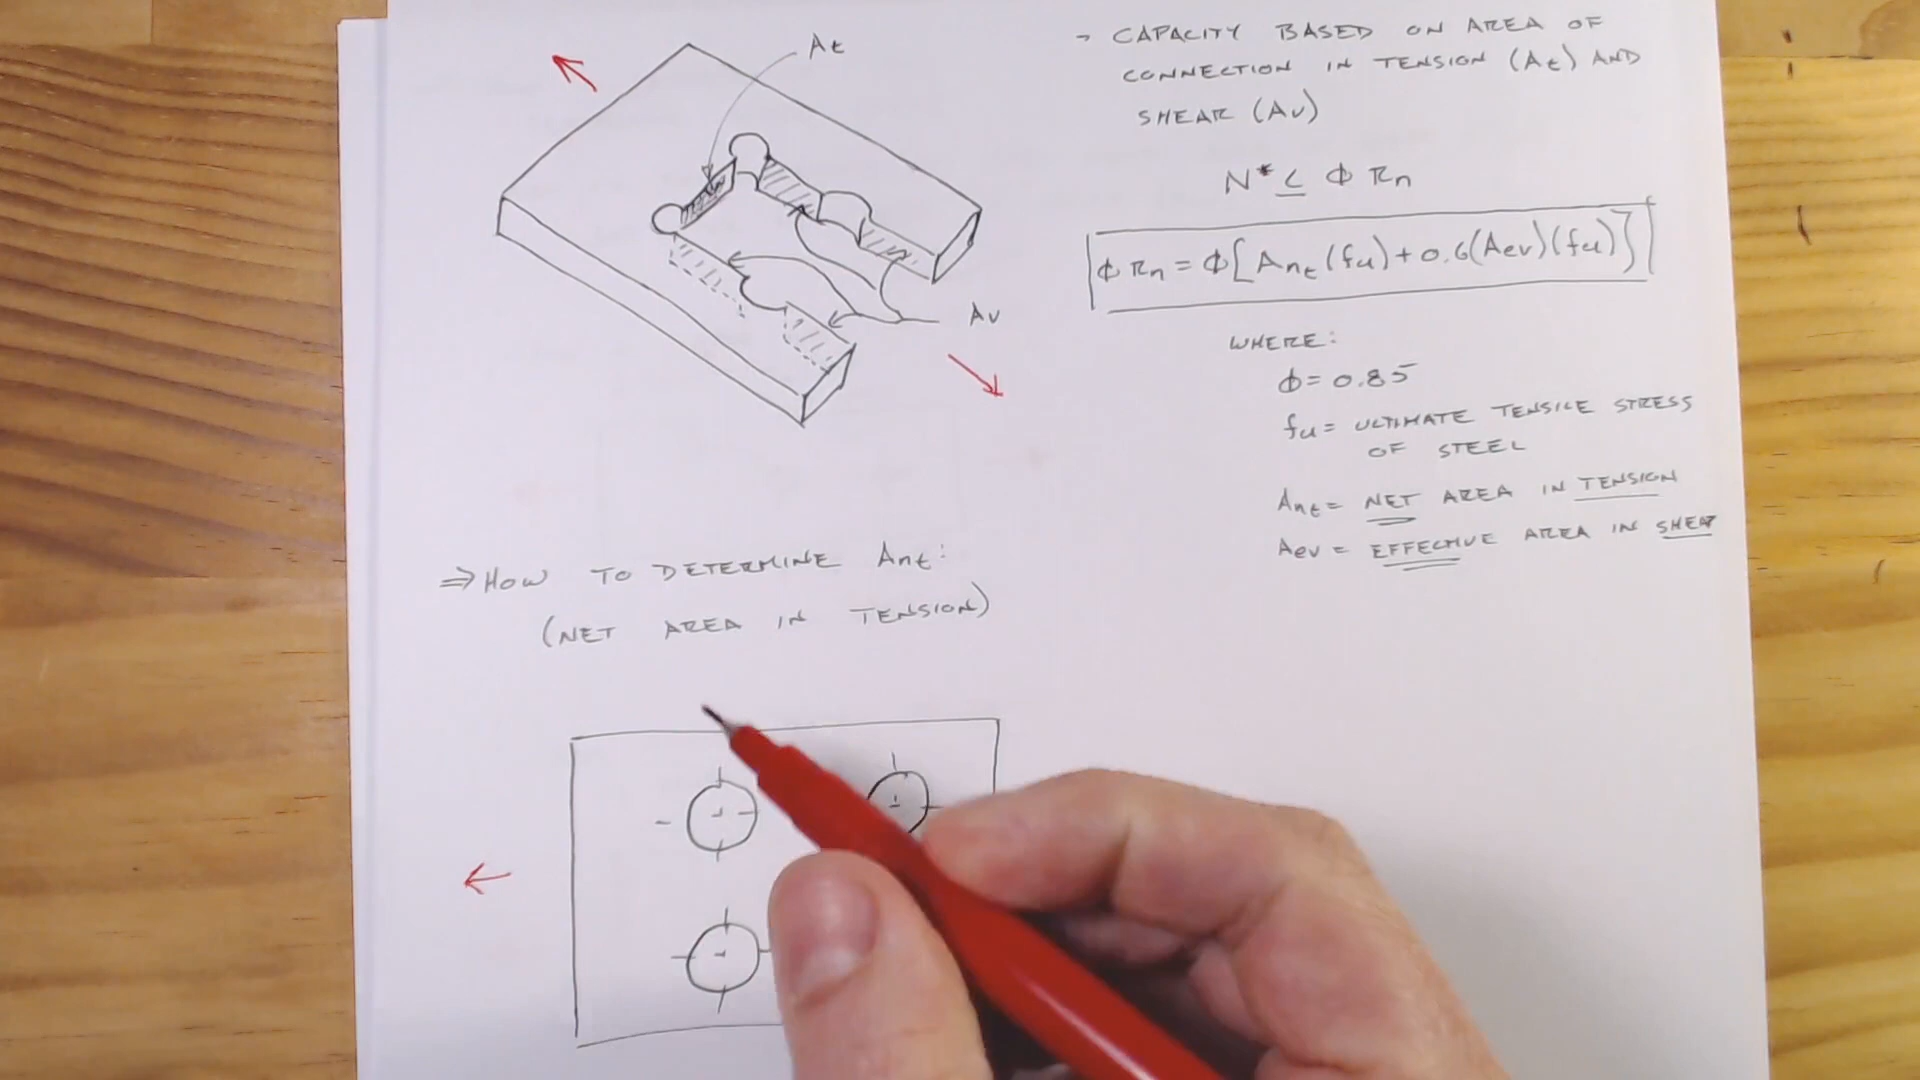 At
Av
- CAPACITY BASED ON AREA OF
CONNECTION IN TENSION (At) AND
SHEAR (Av)
N* ≤ ϕ Rn
ϕ Rn = ϕ[Ant (fu) + 0.6(Aev)(fu)]
WHERE:
ϕ = 0.85
fu = ULTIMATE TENSILE STRESS
OF STEEL
Ant = NET AREA IN TENSION
Aev = EFFECTIVE AREA IN SHEAR
⇒ HOW TO DETERMINE Ant:
(NET AREA IN TENSION)